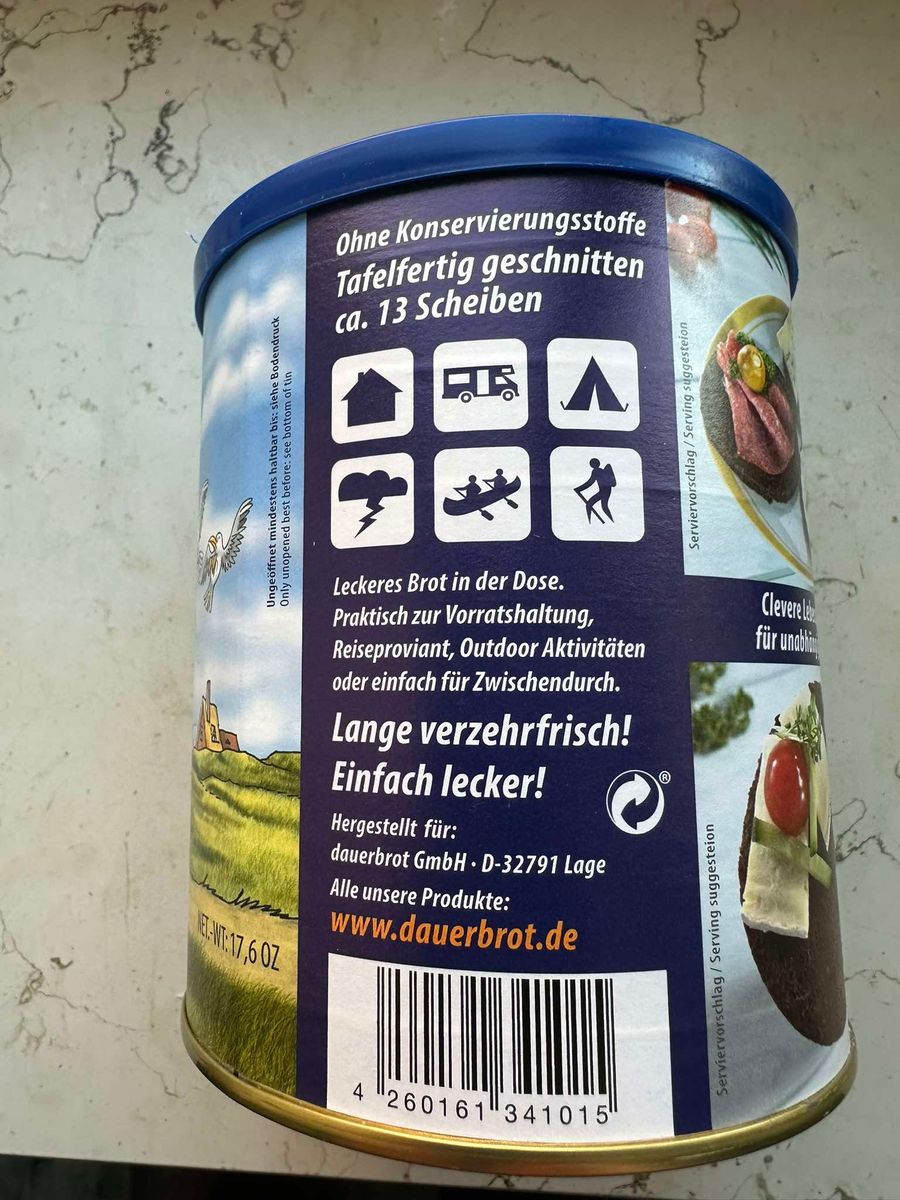 Ohne Konservierungsstoffe
Tafelfertig geschnitten
ca. 13 Scheiben
Ungeöffnet mindestens haltbar bis: siehe Bodendruck
Only unopened best before: see bottom of tin
Leckeres Brot in der Dose.
Praktisch zur Vorratshaltung,
Reiseproviant, Outdoor Aktivitäten
oder einfach für Zwischendurch.
Lange verzehrfrisch!
Einfach lecker!
®
Hergestellt für:
dauerbrot GmbH · D-32791 Lage
Alle unsere Produkte:
www.dauerbrot.de
4 260161 341015
NET.-WT: 17,6 OZ
Serviervorschlag / Serving suggesteion
Clevere
für
Serviervorschlag / Serving suggesteion